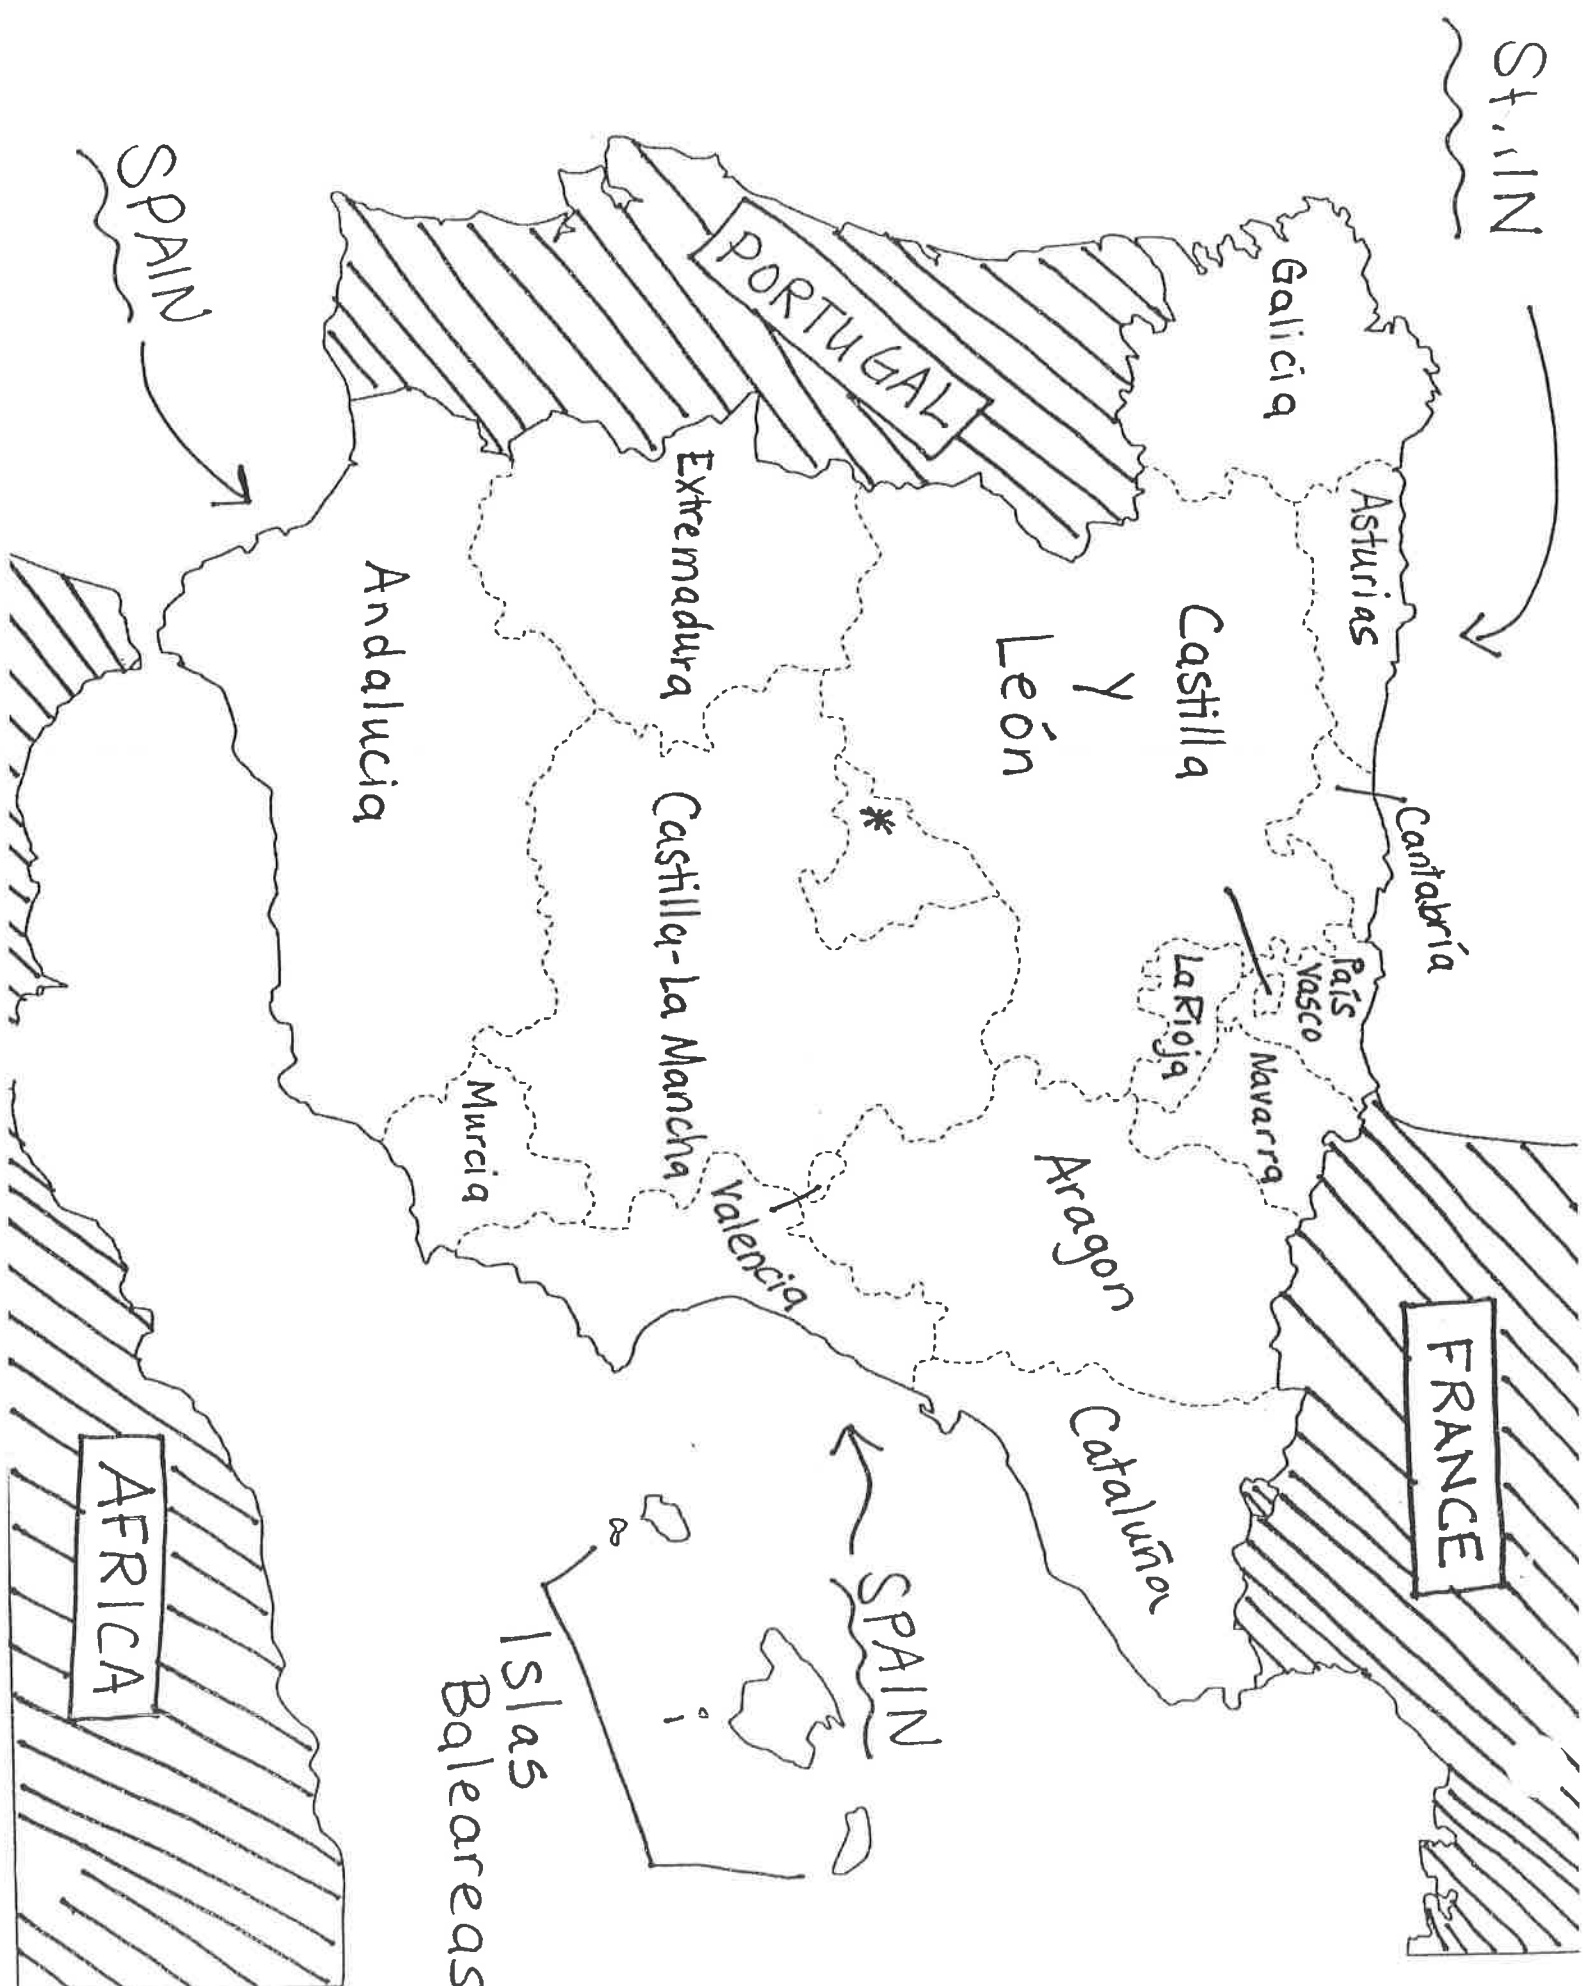 SPAIN
Galicia
Asturias
Cantabría
País
Vasco
Navarra
La Rioja
Castilla
y
León
Aragon
Cataluña
FRANCE
PORTUGAL
*
Extremadura
Castilla-La Mancha
Valencia
SPAIN
Andalucia
Murcia
Islas
Baleareas
SPAIN
AFRICA